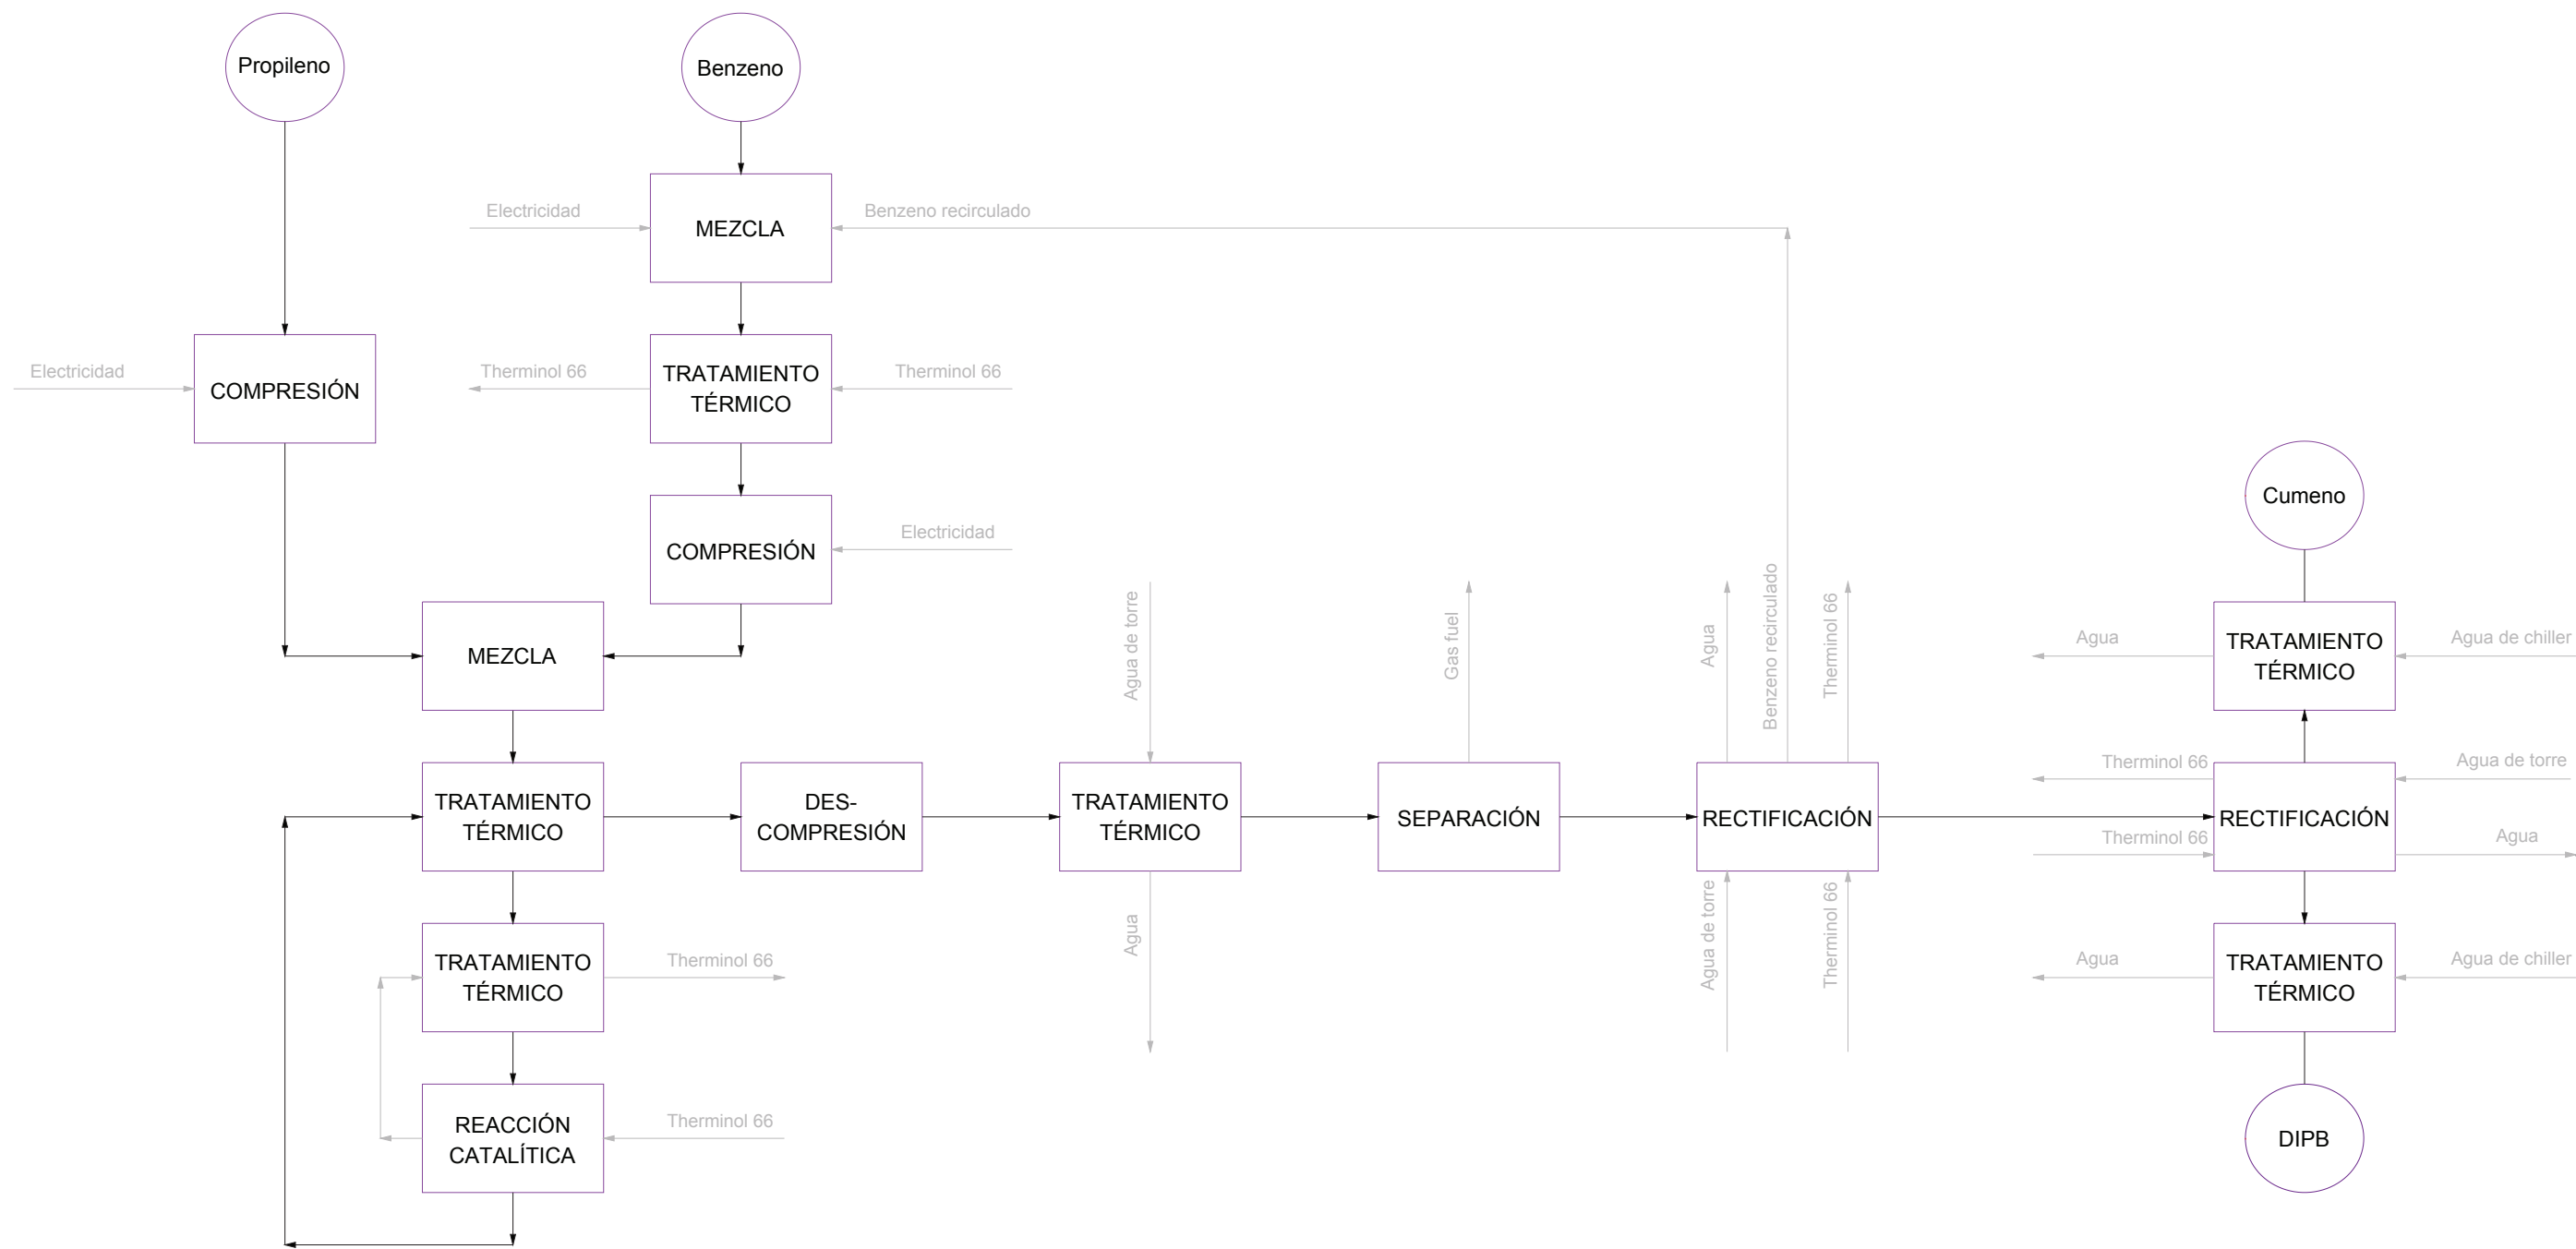 Propileno
Benzeno
Electricidad
MEZCLA
Benzeno recirculado
Electricidad
COMPRESIÓN
Therminol 66
TRATAMIENTO
TÉRMICO
Therminol 66
COMPRESIÓN
Electricidad
Cumeno
MEZCLA
Agua de torre
Gas fuel
Agua
Benzeno recirculado
Therminol 66
Agua
TRATAMIENTO
TÉRMICO
Agua de chiller
TRATAMIENTO
TÉRMICO
DES-
COMPRESIÓN
TRATAMIENTO
TÉRMICO
SEPARACIÓN
RECTIFICACIÓN
Therminol 66
Therminol 66
RECTIFICACIÓN
Agua de torre
Agua
TRATAMIENTO
TÉRMICO
Therminol 66
Agua
Agua de torre
Therminol 66
Agua
TRATAMIENTO
TÉRMICO
Agua de chiller
REACCIÓN
CATALÍTICA
Therminol 66
DIPB